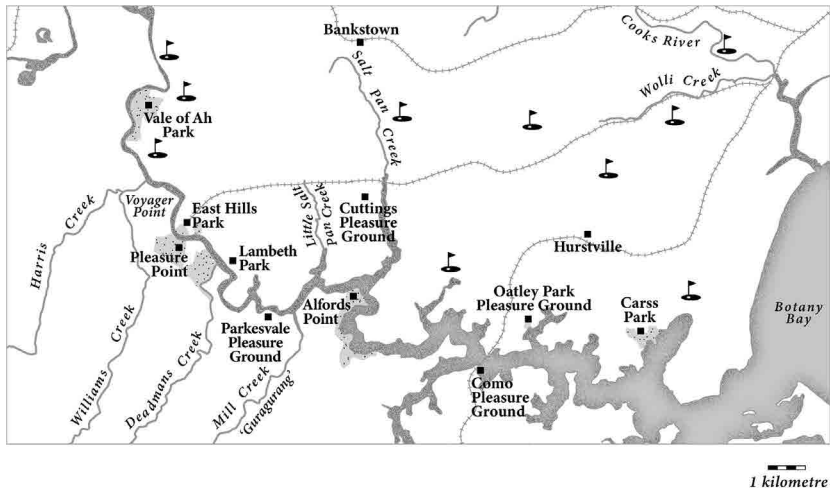 Bankstown
Cooks River
Salt Pan Creek
Wolli Creek
Vale of Ah
Park
Voyager
Point
Harris Creek
East Hills
Park
Little Salt
Pan Creek
Cuttings
Pleasure
Ground
Hurstville
Pleasure
Point
Lambeth
Park
Alfords
Point
Oatley Park
Pleasure Ground
Carss
Park
Botany
Bay
Parkesvale
Pleasure
Ground
Williams Creek
Deadmans Creek
Mill Creek
‘Guragurang’
Como
Pleasure
Ground
1 kilometre